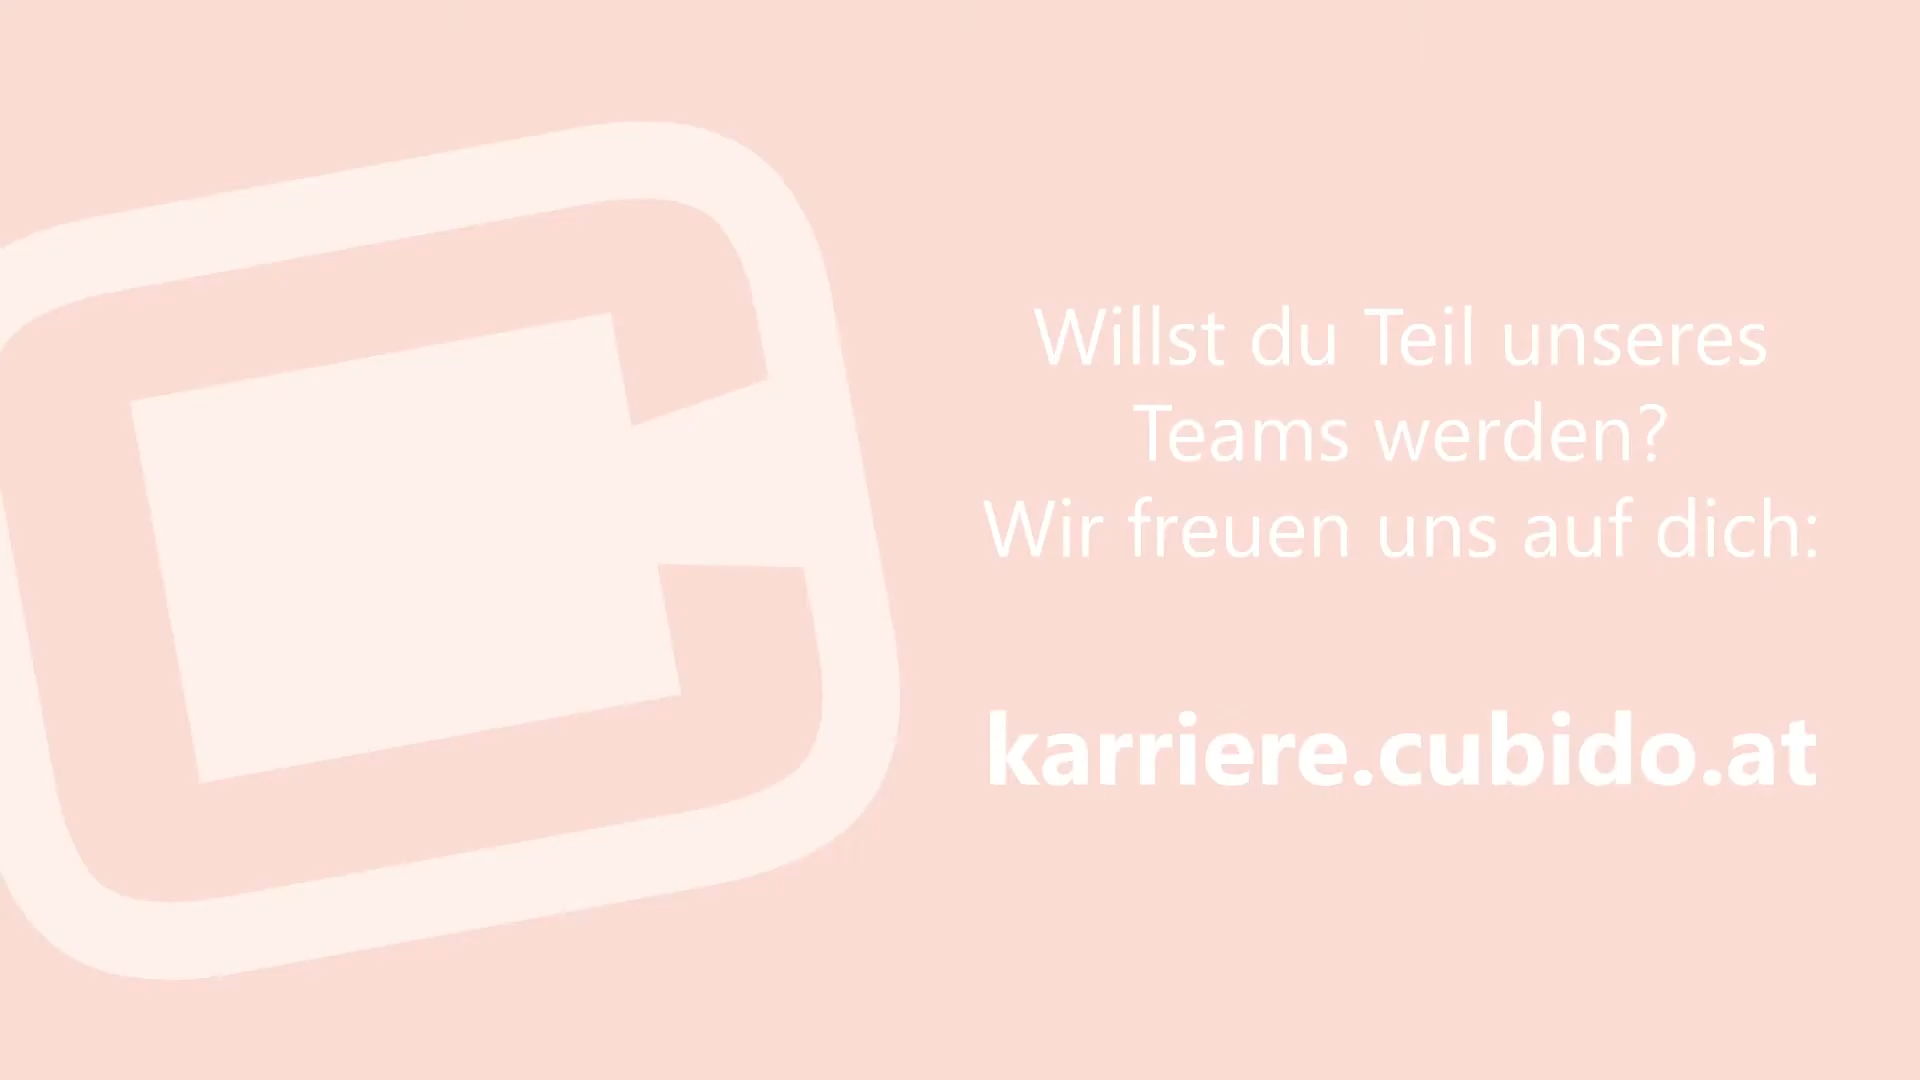 Willst du Teil unseres
Teams werden?
Wir freuen uns auf dich:
karriere.cubido.at